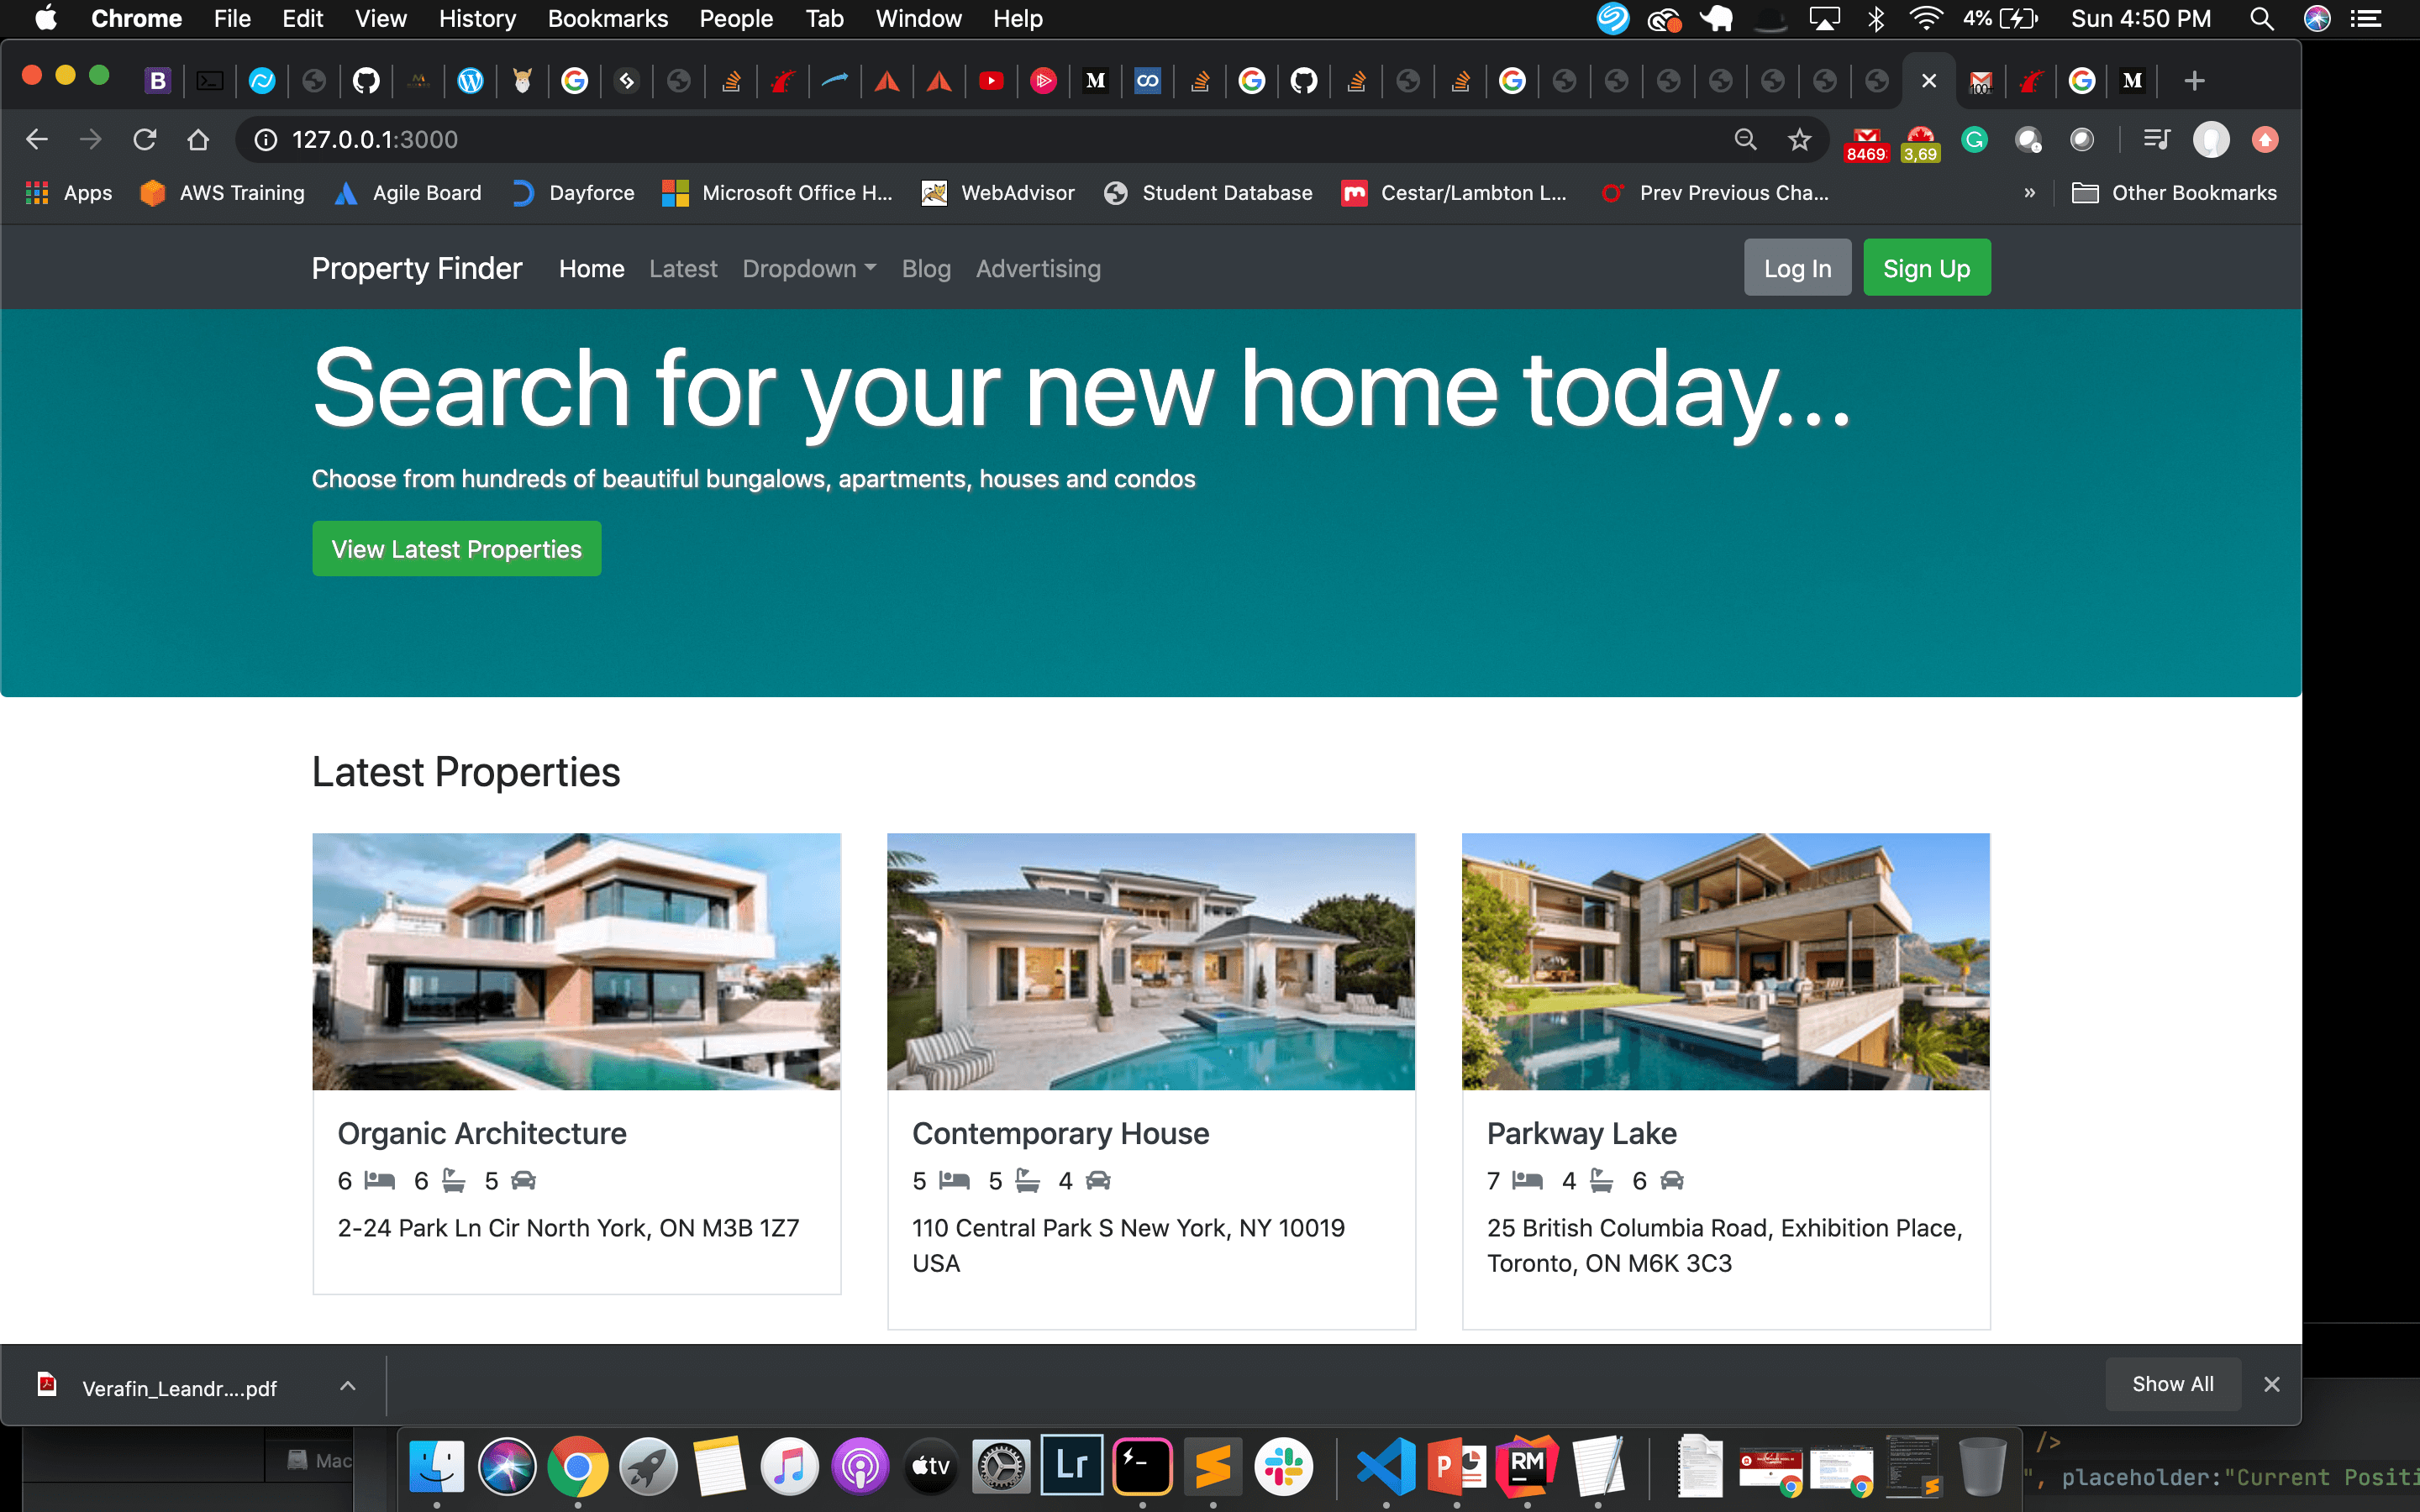 Chrome File Edit View History Bookmarks People Tab Window Help 4% Sun 4:50 PM
127.0.0.1:3000
8469
3,69
Apps AWS Training Agile Board Dayforce Microsoft Office H... WebAdvisor Student Database Cestar/Lambton L... Prev Previous Cha... » Other Bookmarks
Property Finder Home Latest Dropdown Blog Advertising Log In Sign Up
Search for your new home today...
Choose from hundreds of beautiful bungalows, apartments, houses and condos
View Latest Properties
Latest Properties
Organic Architecture
6 6 5
2-24 Park Ln Cir North York, ON M3B 1Z7
Contemporary House
5 5 4
110 Central Park S New York, NY 10019
USA
Parkway Lake
7 4 6
25 British Columbia Road, Exhibition Place,
Toronto, ON M6K 3C3
Verafin_Leandr....pdf
Show All
Mac
tv
Lr
P
RM
/>
", placeholder:"Current Positi